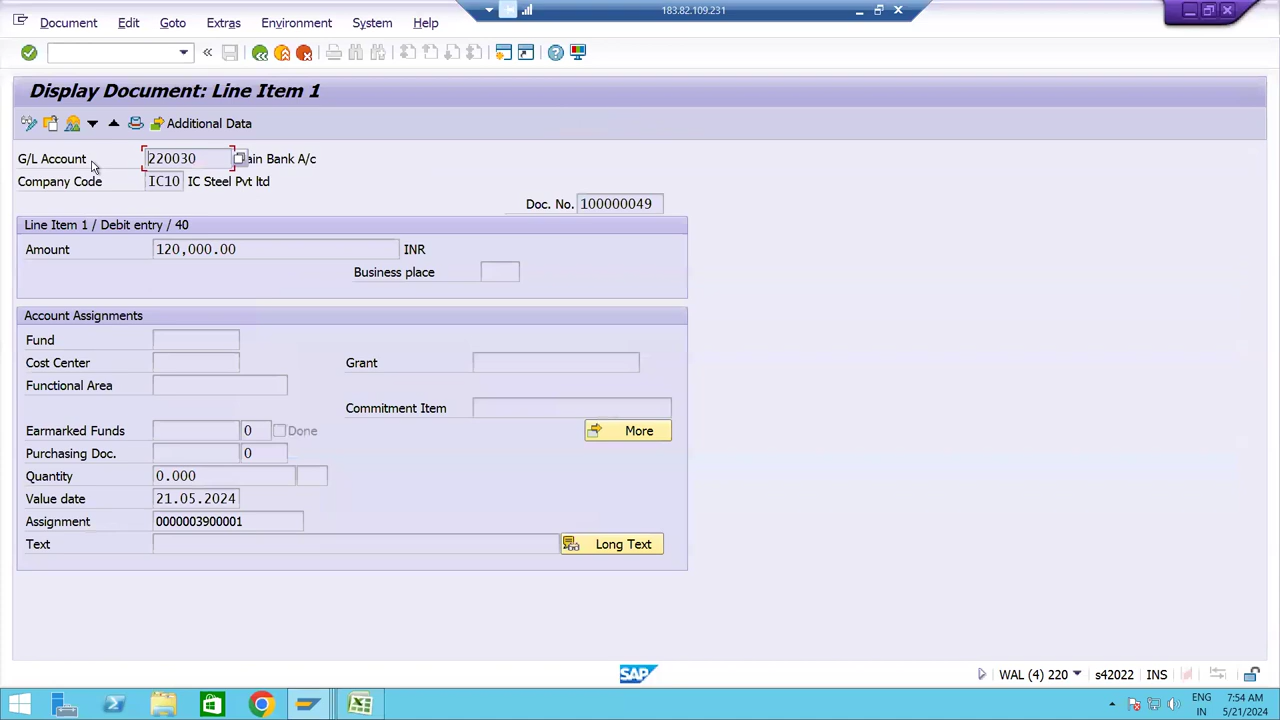 183.82.109.231
Document Edit Goto Extras Environment System Help
Display Document: Line Item 1
Additional Data
G/L Account 220030 ain Bank A/c
Company Code IC10 IC Steel Pvt ltd
Doc. No. 100000049
Line Item 1 / Debit entry / 40
Amount 120,000.00 INR
Business place
Account Assignments
Fund
Cost Center Grant
Functional Area
Commitment Item
Earmarked Funds 0 Done More
Purchasing Doc. 0
Quantity 0.000
Value date 21.05.2024
Assignment 0000003900001
Text Long Text
SAP WAL (4) 220 s42022 INS
ENG 7:54 AM
IN 5/21/2024